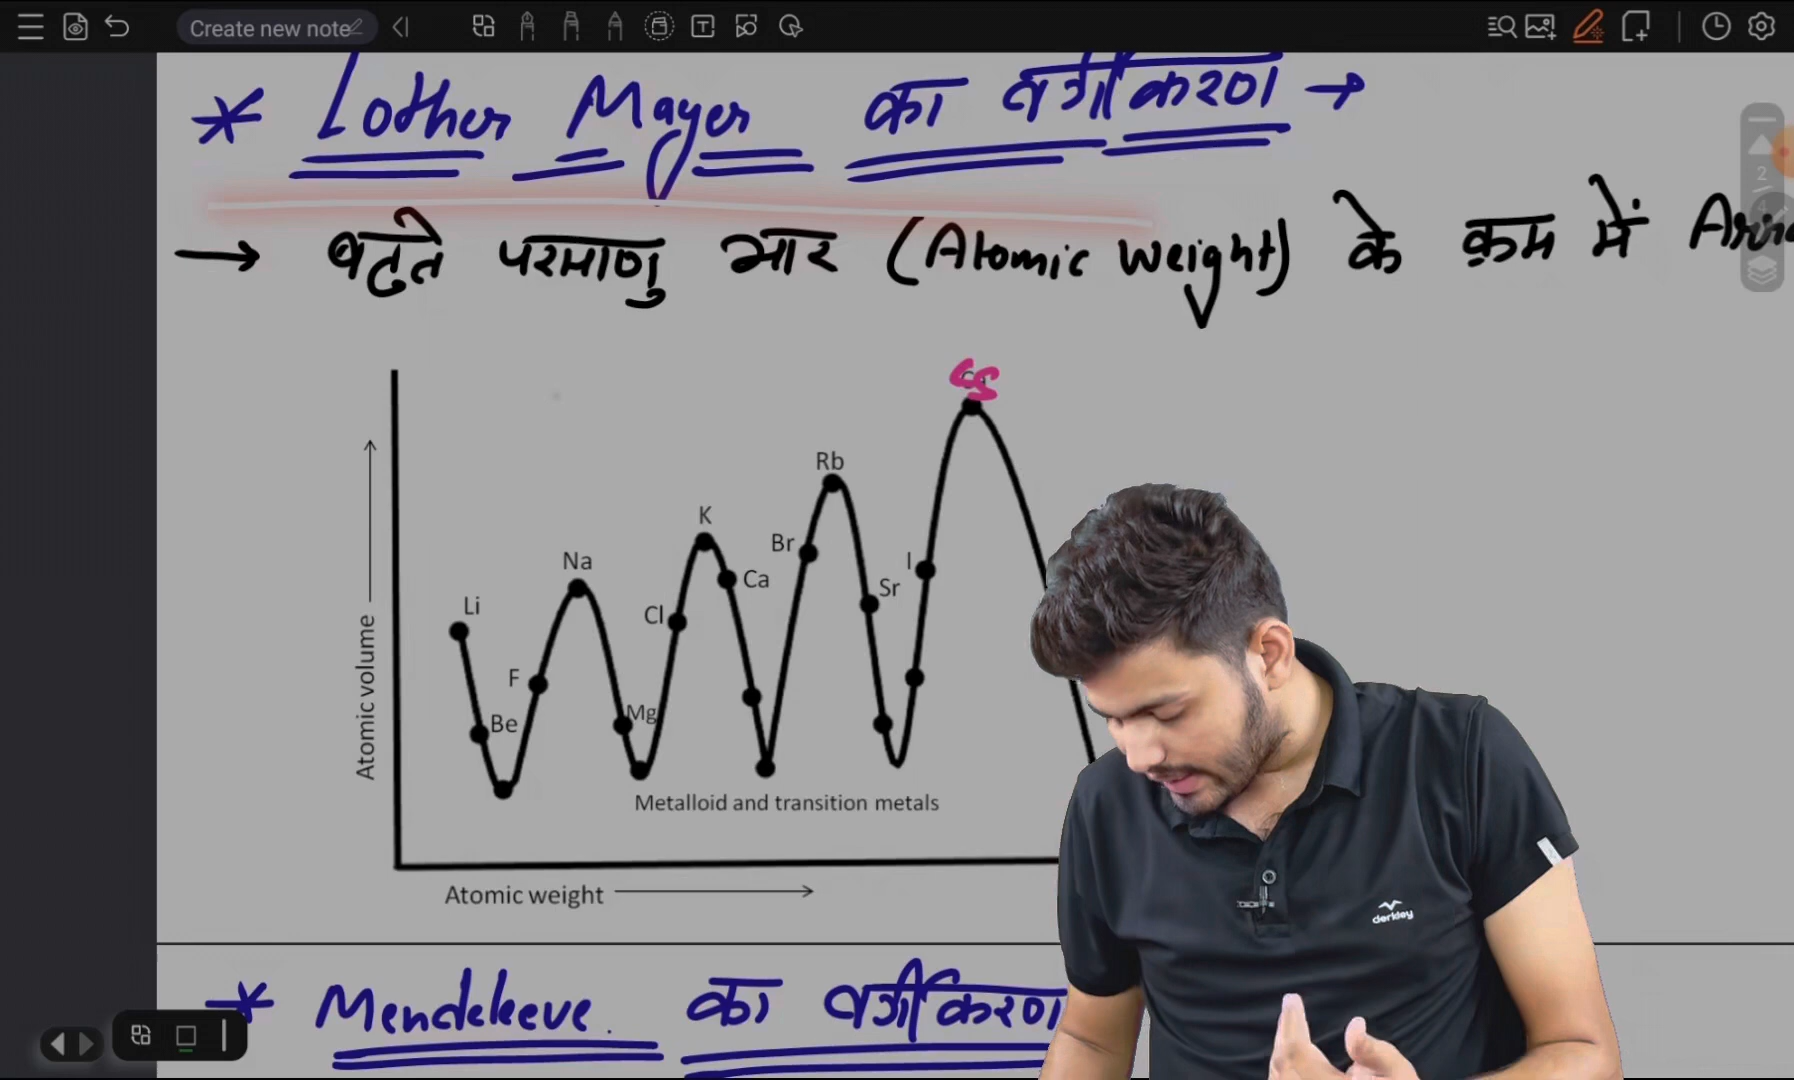 Create new note
* Lother Mayer का वर्गीकरण →
→ बढ़ते परमाणु भार (Atomic weight) के क्रम में
Cs
Rb
K
Br
Na
I
Ca
Sr
Li
Cl
F
Mg
Be
Atomic volume
Metalloid and transition metals
Atomic weight
derkley
* Mendeleeve. का वर्गीकरण